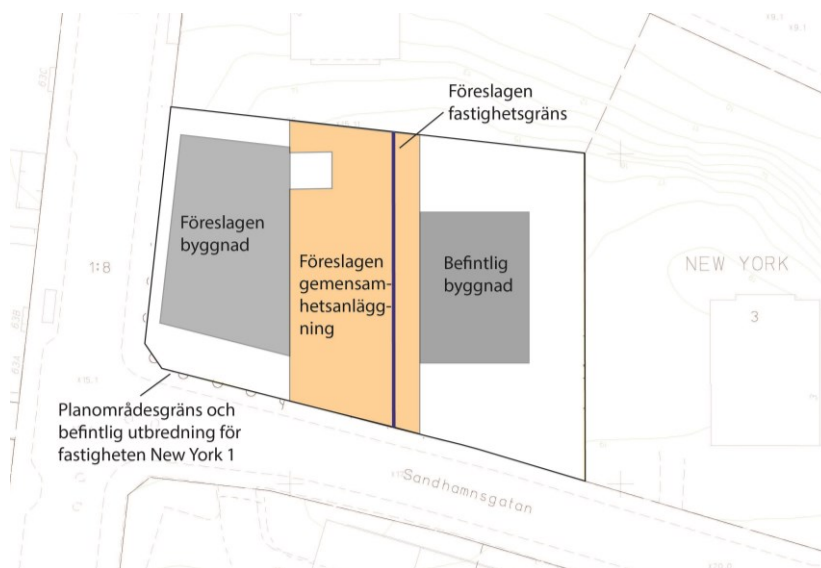 Föreslagen
fastighetsgräns
Föreslagen
byggnad
Föreslagen
gemensam-
hetsanlägg-
ning
Befintlig
byggnad
1:8
NEW YORK
3
Planområdesgräns och
befintlig utbredning för
fastigheten New York 1
Sandhamnsgatan